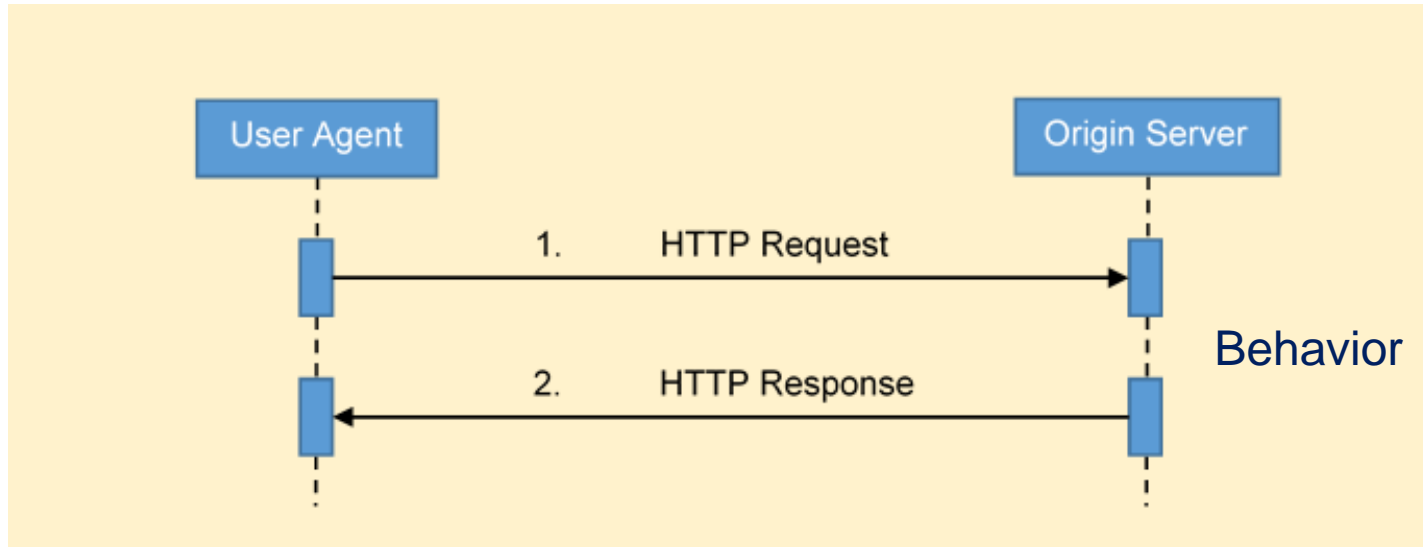 User Agent
Origin Server
1. HTTP Request
Behavior
2. HTTP Response